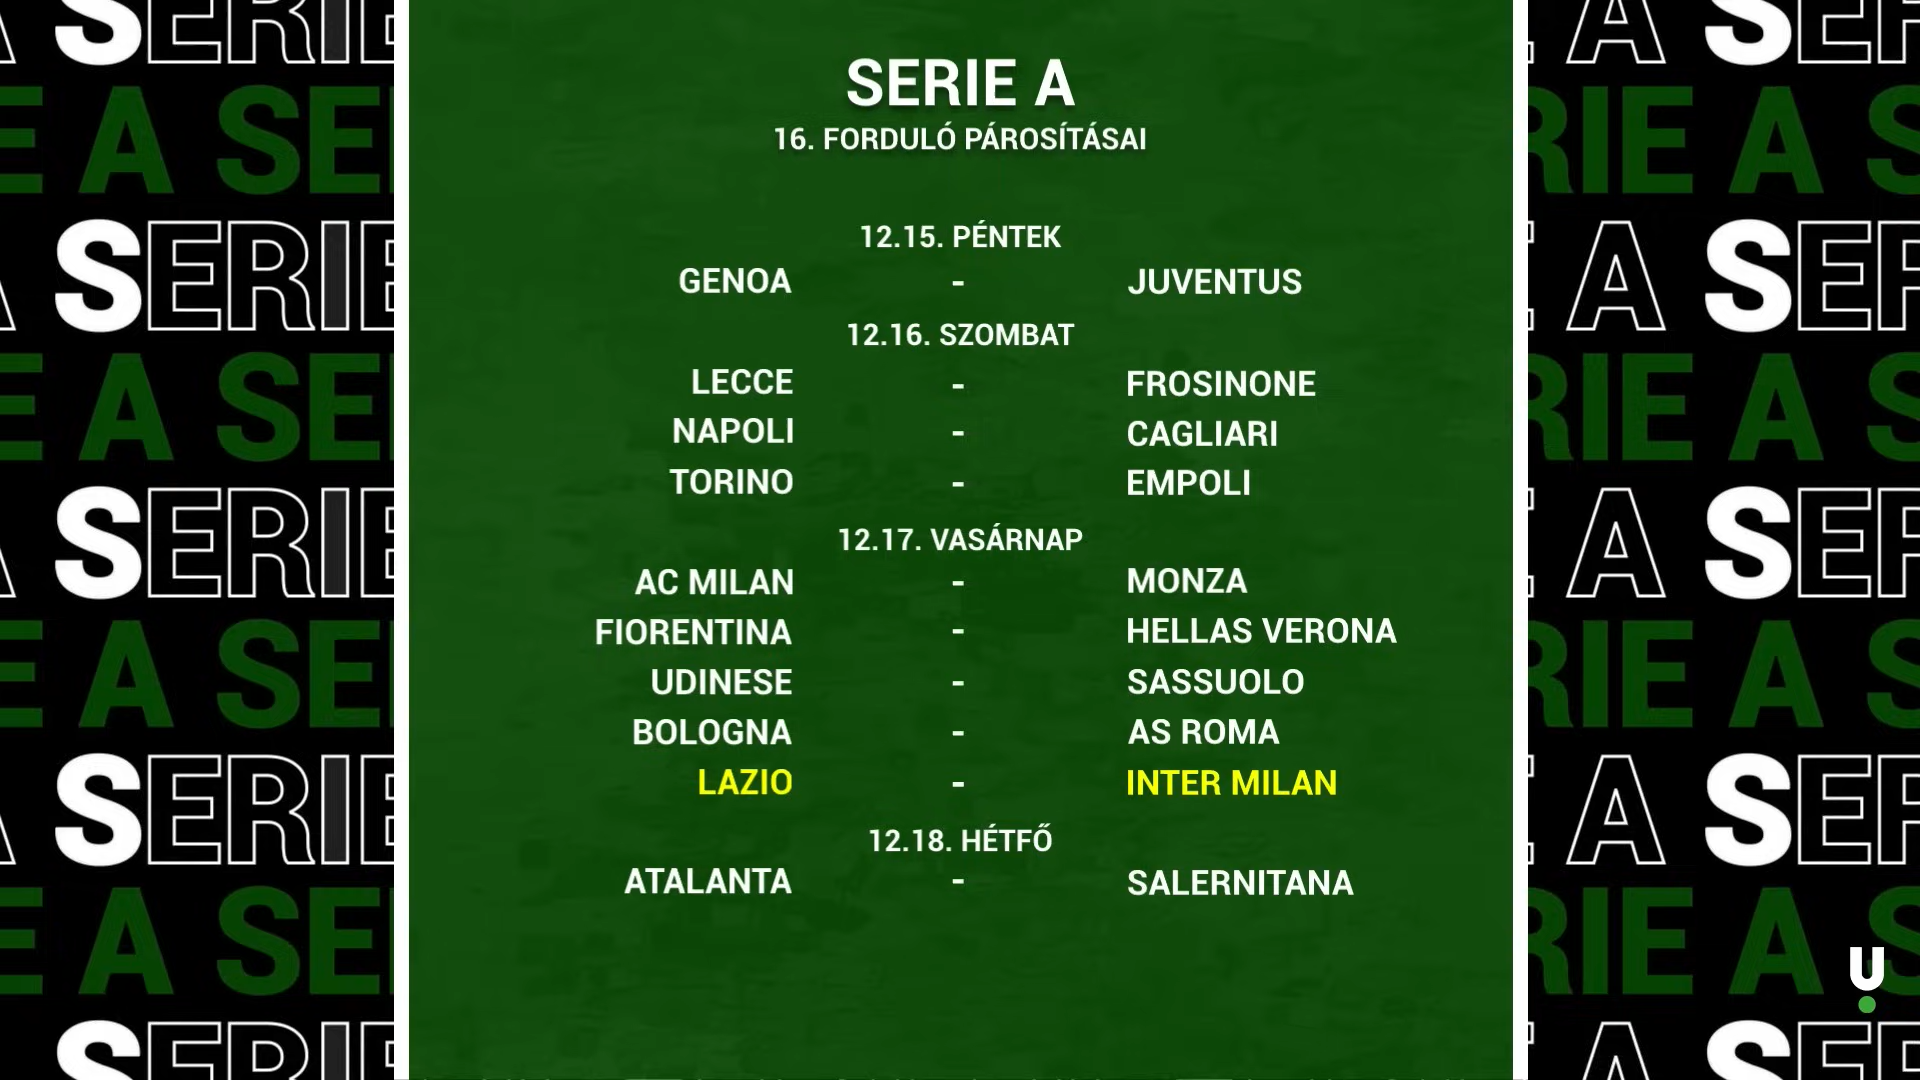 SERIE A
16. FORDULÓ PÁROSÍTÁSAI
12.15. PÉNTEK
GENOA - JUVENTUS
12.16. SZOMBAT
LECCE - FROSINONE
NAPOLI - CAGLIARI
TORINO - EMPOLI
12.17. VASÁRNAP
AC MILAN - MONZA
FIORENTINA - HELLAS VERONA
UDINESE - SASSUOLO
BOLOGNA - AS ROMA
LAZIO - INTER MILAN
12.18. HÉTFŐ
ATALANTA - SALERNITANA